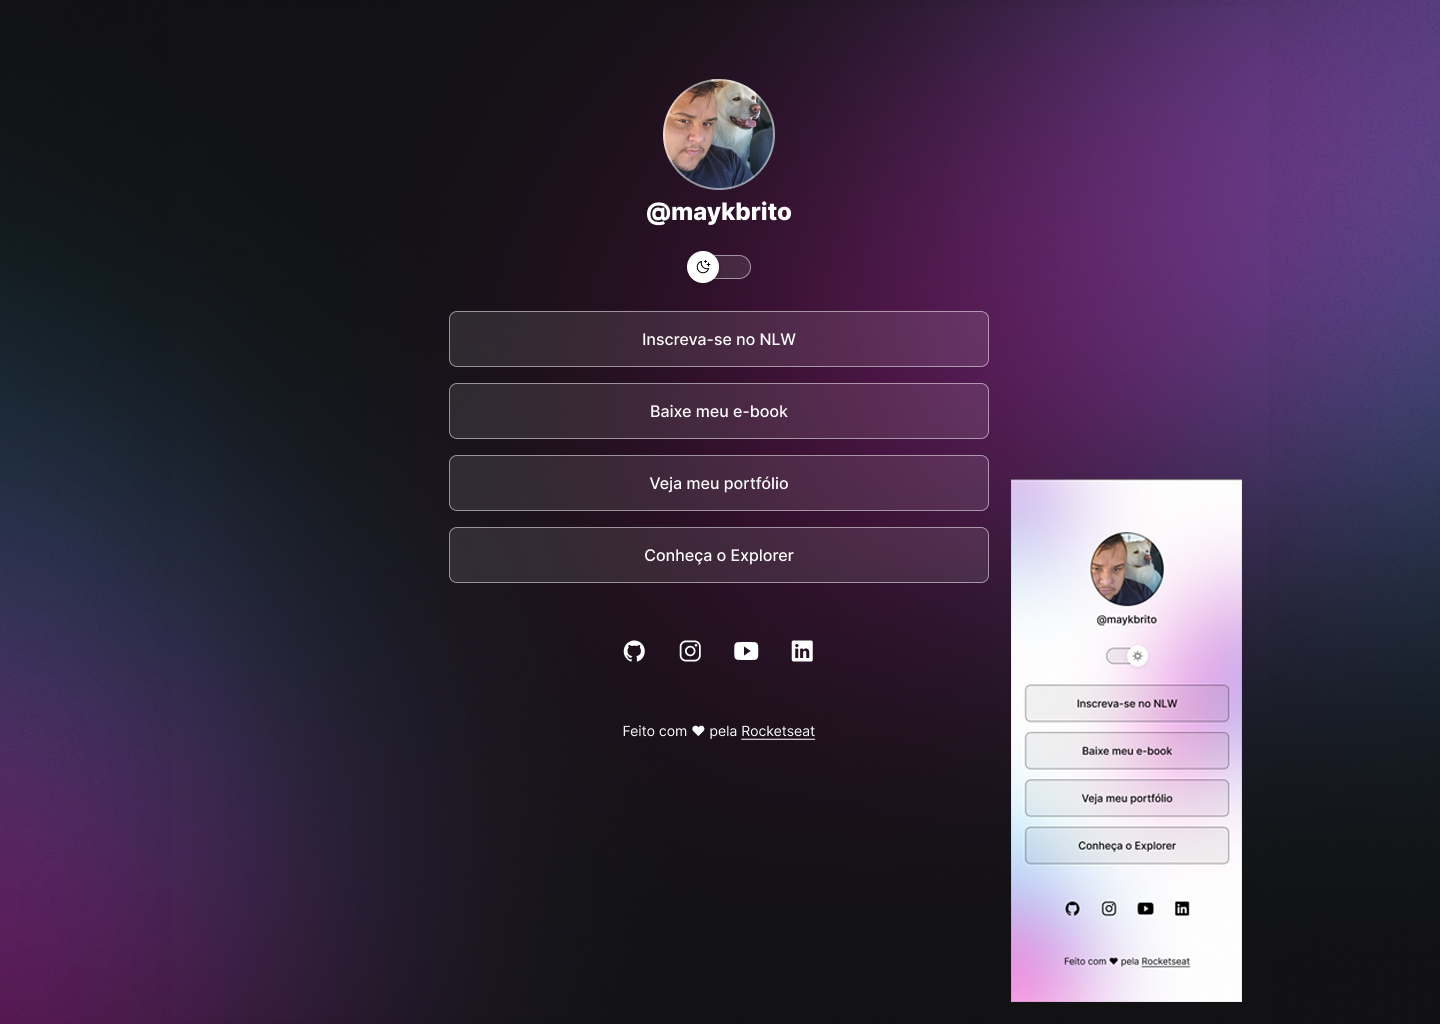 @maykbrito
Inscreva-se no NLW
Baixe meu e-book
Veja meu portfólio
Conheça o Explorer
Feito com ♥ pela Rocketseat
@maykbrito
Inscreva-se no NLW
Baixe meu e-book
Veja meu portfólio
Conheça o Explorer
Feito com ♥ pela Rocketseat